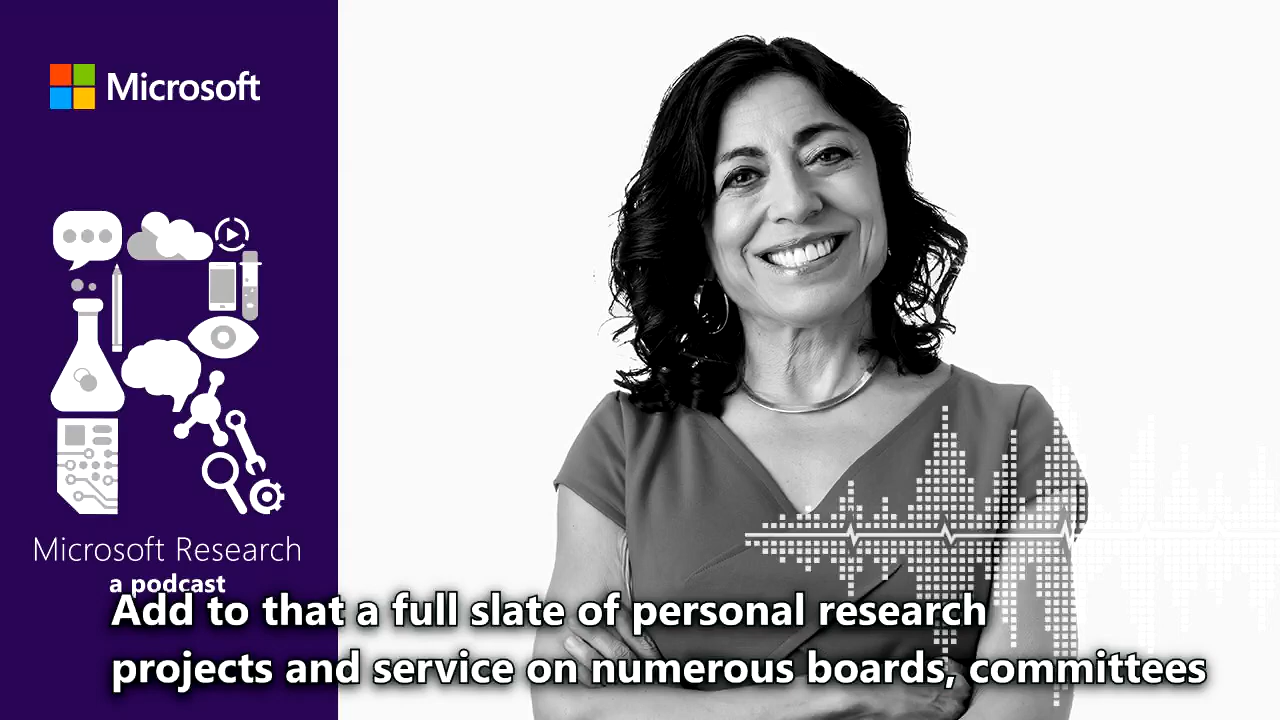 Microsoft
Microsoft Research
a podcast
Add to that a full slate of personal research
projects and service on numerous boards, committees